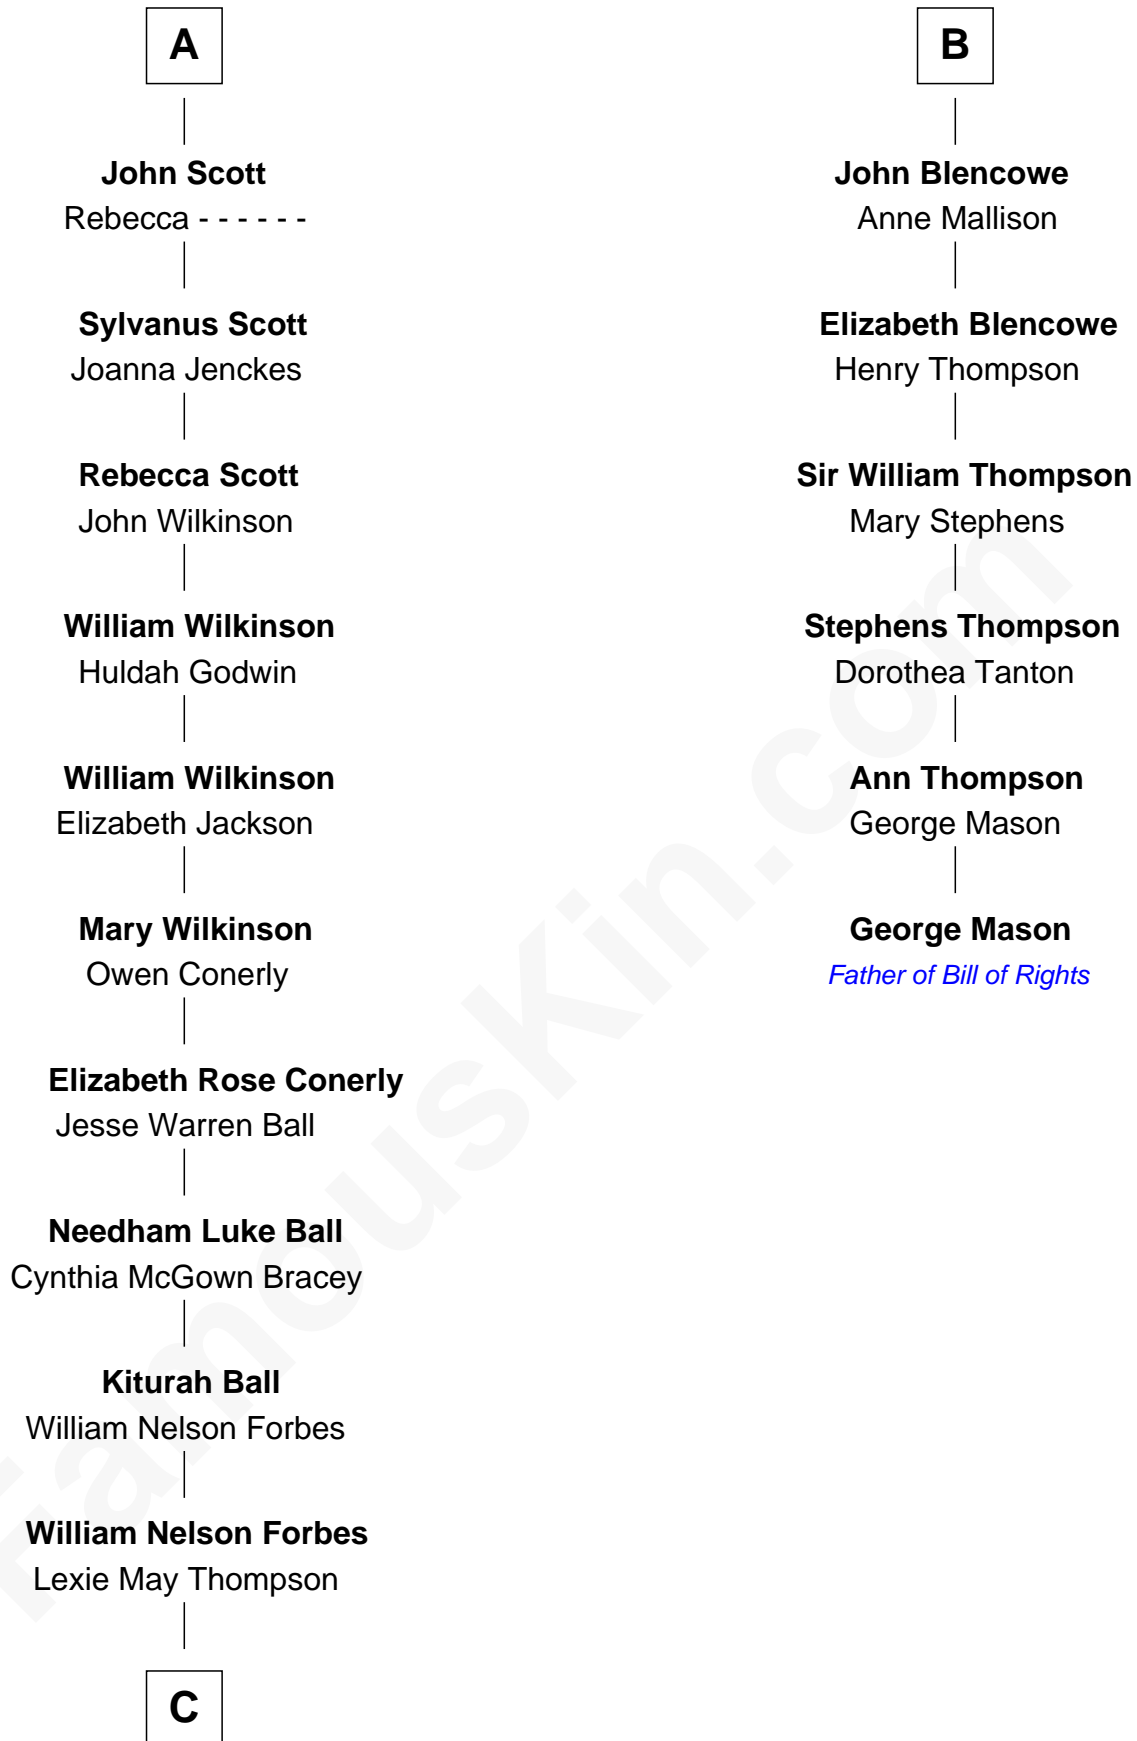 A
John Scott
Rebecca - - - - - -
Sylvanus Scott
Joanna Jenckes
Rebecca Scott
John Wilkinson
William Wilkinson
Huldah Godwin
William Wilkinson
Elizabeth Jackson
Mary Wilkinson
Owen Conerly
Elizabeth Rose Conerly
Jesse Warren Ball
Needham Luke Ball
Cynthia McGown Bracey
Kiturah Ball
William Nelson Forbes
William Nelson Forbes
Lexie May Thompson
C
B
John Blencowe
Anne Mallison
Elizabeth Blencowe
Henry Thompson
Sir William Thompson
Mary Stephens
Stephens Thompson
Dorothea Tanton
Ann Thompson
George Mason
George Mason
Father of Bill of Rights
FamousKin.com